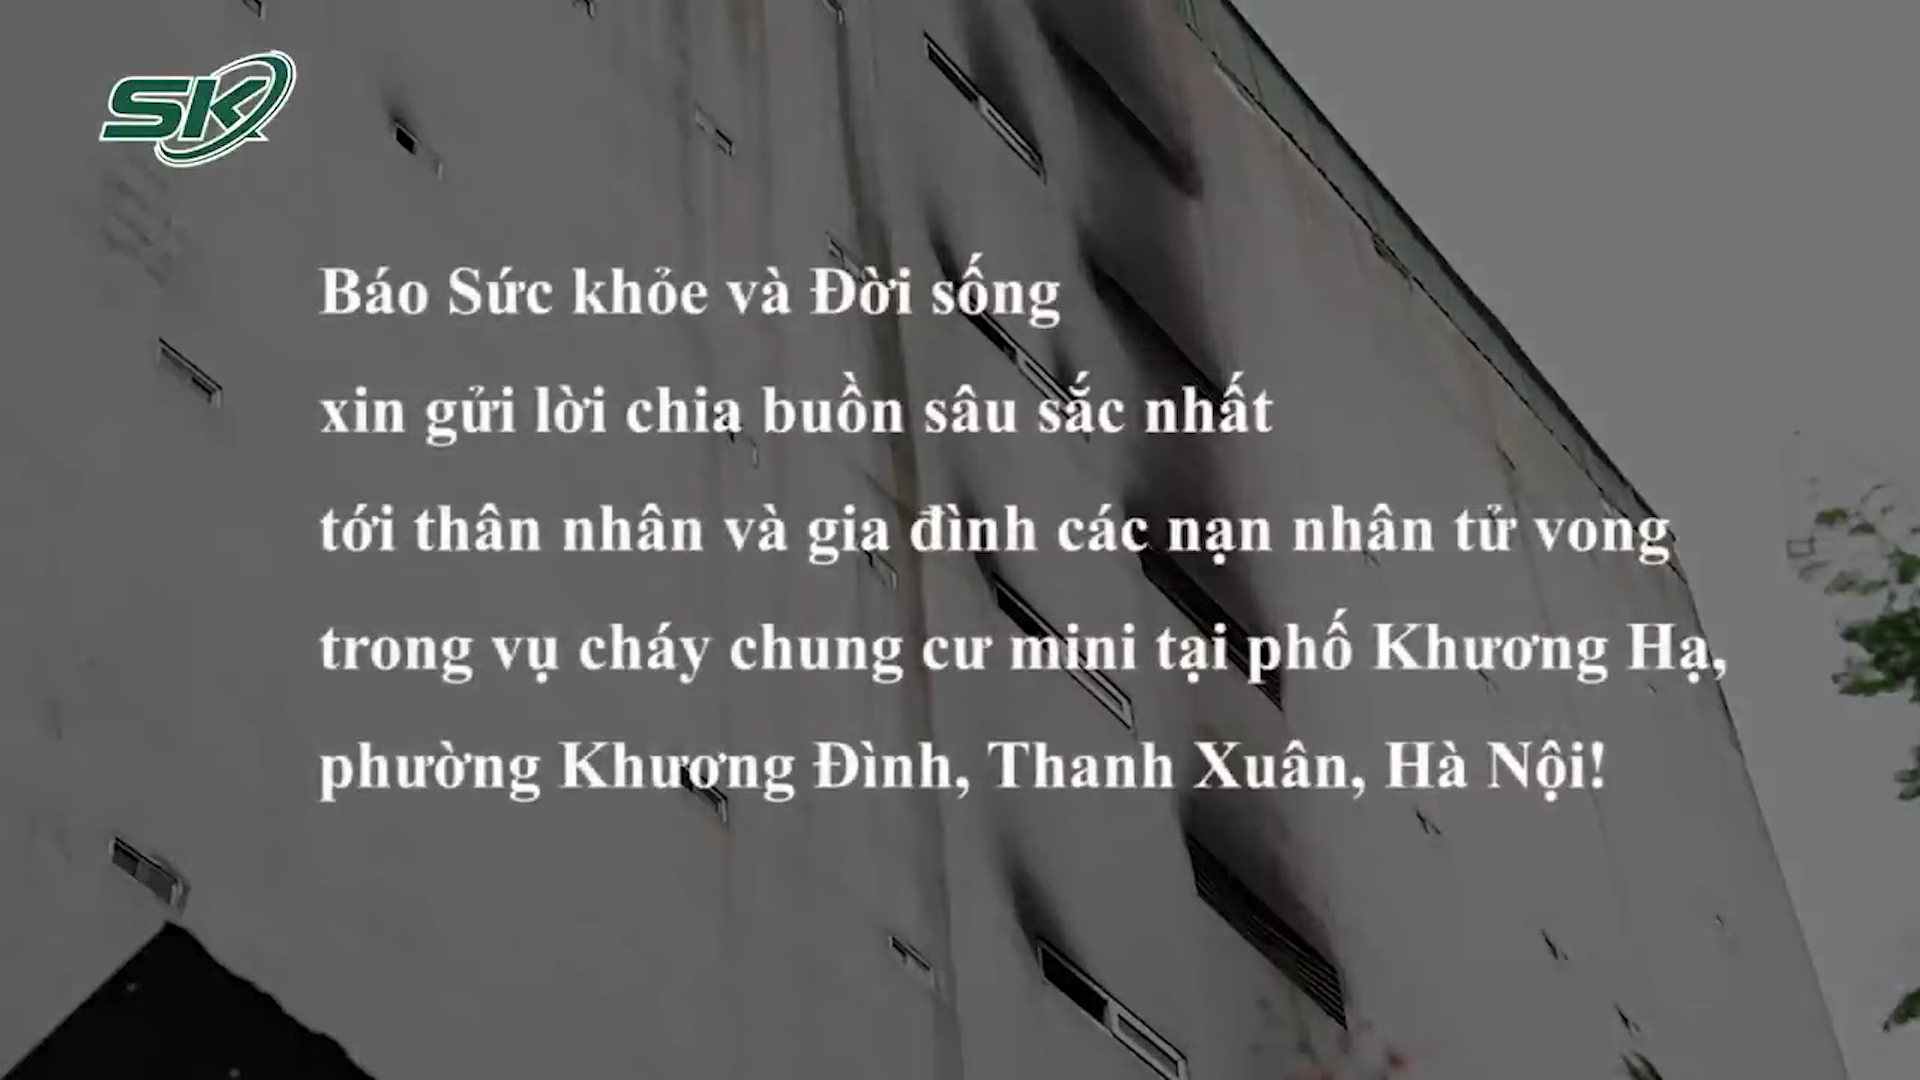 SK
Báo Sức khỏe và Đời sống
xin gửi lời chia buồn sâu sắc nhất
tới thân nhân và gia đình các nạn nhân tử vong
trong vụ cháy chung cư mini tại phố Khương Hạ,
phường Khương Đình, Thanh Xuân, Hà Nội!